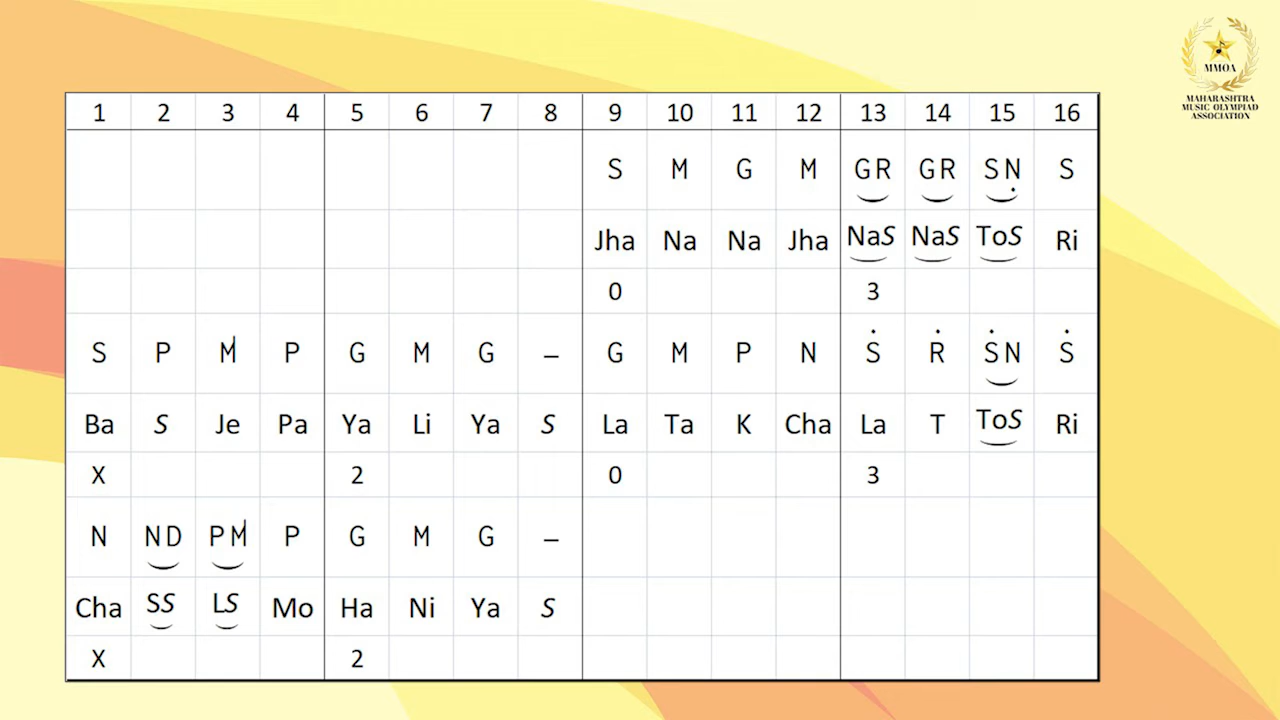 MMOA
MAHARASHTRA
MUSIC OLYMPIAD
ASSOCIATION
1 2 3 4 5 6 7 8 9 10 11 12 13 14 15 16
S M G M GR GR SṆ S
Jha Na Na Jha NaS NaS ToS Ri
0 3
S P M̍ P G M G – G M P N Ṡ Ṙ ṠN Ṡ
Ba S Je Pa Ya Li Ya S La Ta K Cha La T ToS Ri
X 2 0 3
N ND PM̍ P G M G –
Cha SS LS Mo Ha Ni Ya S
X 2